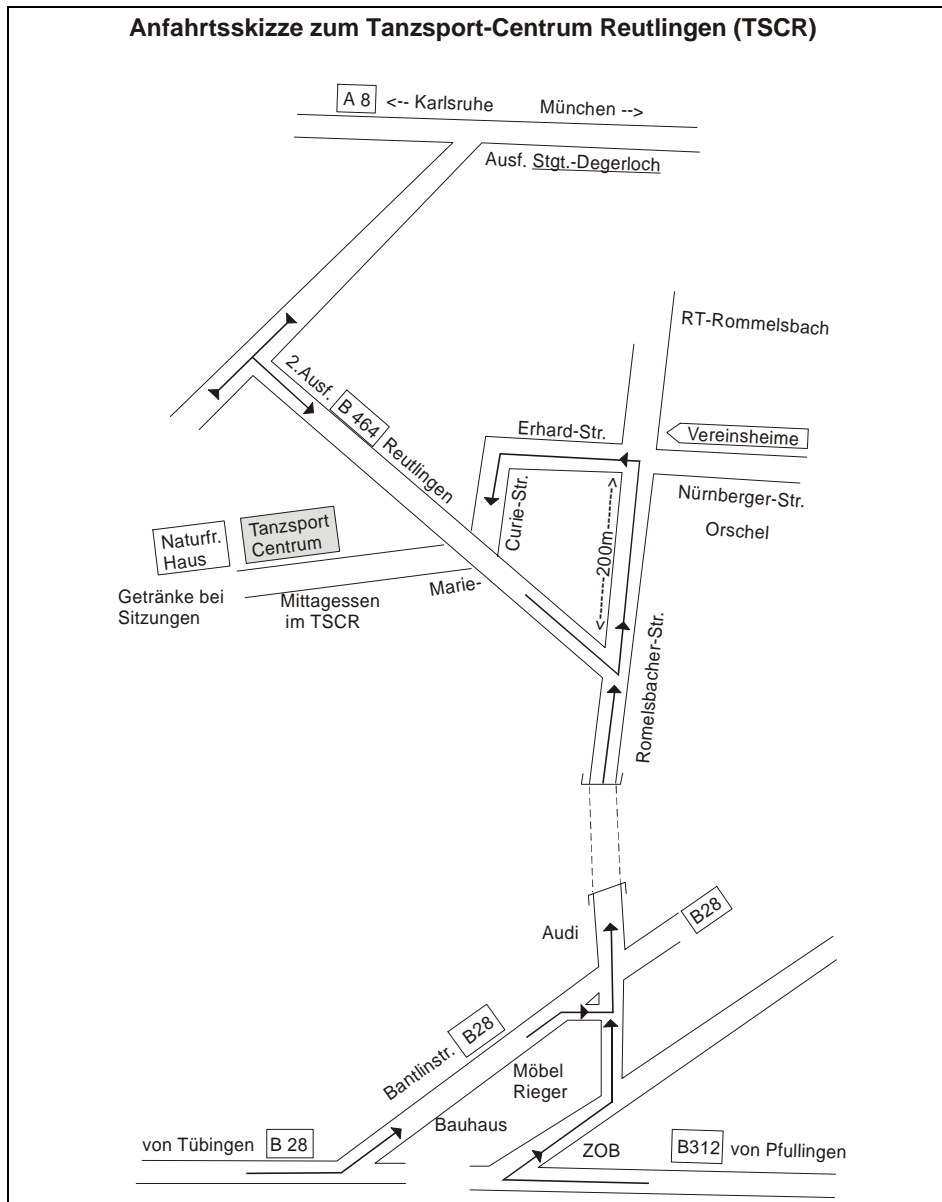 Anfahrtsskizze zum Tanzsport-Centrum Reutlingen (TSCR)
A 8 <-- Karlsruhe München -->
Ausf. Stgt.-Degerloch
RT-Rommelsbach
2.Ausf. B 464 Reutlingen
Erhard-Str.
Vereinsheime
Nürnberger-Str.
Orschel
Curie-Str.
<-----200m---->
Naturfr.
Haus
Tanzsport
Centrum
Marie-
Getränke bei
Sitzungen
Mittagessen
im TSCR
Romelsbacher-Str.
Audi
B28
Bantlinstr. B28
Möbel
Rieger
Bauhaus
von Tübingen B 28
ZOB
B312 von Pfullingen